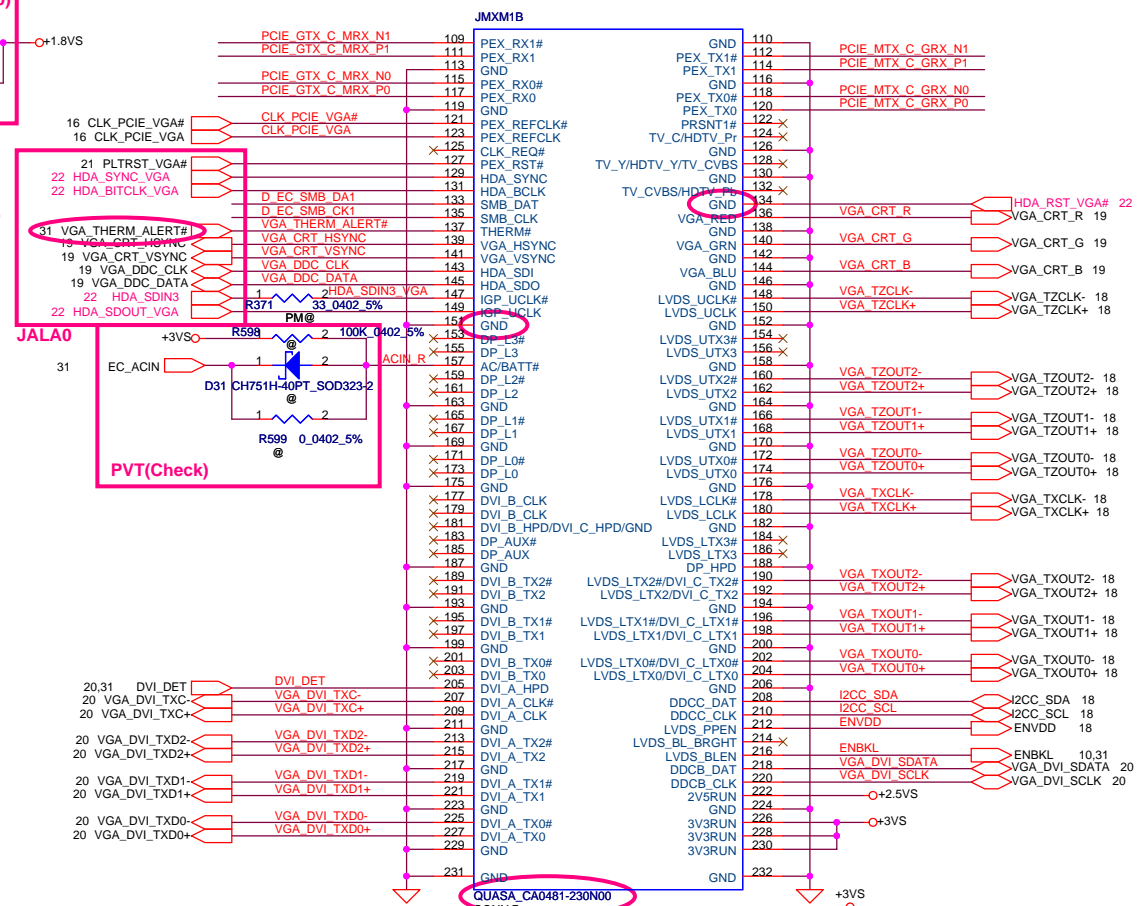 JMXM1B
+1.8VS
PCIE_GTX_C_MRX_N1 109 PEX_RX1# GND 110
PCIE_GTX_C_MRX_P1 111 PEX_RX1 PEX_TX1# 112 PCIE_MTX_C_GRX_N1
113 GND PEX_TX1 114 PCIE_MTX_C_GRX_P1
PCIE_GTX_C_MRX_N0 115 PEX_RX0# GND 116
PCIE_GTX_C_MRX_P0 117 PEX_RX0 PEX_TX0# 118 PCIE_MTX_C_GRX_N0
119 GND PEX_TX0 120 PCIE_MTX_C_GRX_P0
16 CLK_PCIE_VGA# CLK_PCIE_VGA# 121 PEX_REFCLK# PRSNT1# 122
16 CLK_PCIE_VGA CLK_PCIE_VGA 123 PEX_REFCLK TV_C/HDTV_Pr 124
125 CLK_REQ# GND 126
21 PLTRST_VGA# 127 PEX_RST# TV_Y/HDTV_Y/TV_CVBS 128
22 HDA_SYNC_VGA 129 HDA_SYNC GND 130
22 HDA_BITCLK_VGA 131 HDA_BCLK TV_CVBS/HDTV_Pb 132
D_EC_SMB_DA1 133 SMB_DAT GND 134 HDA_RST_VGA# 22
D_EC_SMB_CK1 135 SMB_CLK VGA_RED 136 VGA_CRT_R VGA_CRT_R 19
31 VGA_THERM_ALERT# VGA_THERM_ALERT# 137 THERM# GND 138
19 VGA_CRT_HSYNC VGA_CRT_HSYNC 139 VGA_HSYNC VGA_GRN 140 VGA_CRT_G VGA_CRT_G 19
19 VGA_CRT_VSYNC VGA_CRT_VSYNC 141 VGA_VSYNC GND 142
19 VGA_DDC_CLK VGA_DDC_CLK 143 HDA_SDI VGA_BLU 144 VGA_CRT_B VGA_CRT_B 19
19 VGA_DDC_DATA VGA_DDC_DATA 145 HDA_SDO GND 146
22 HDA_SDIN3 1 2 HDA_SDIN3_VGA 147 IGP_UCLK# LVDS_UCLK# 148 VGA_TZCLK- VGA_TZCLK- 18
R371 33_0402_5%
22 HDA_SDOUT_VGA 149 IGP_UCLK LVDS_UCLK 150 VGA_TZCLK+ VGA_TZCLK+ 18
PM@
JALA0
151 GND GND 152
+3VS R598 1 2 100K_0402_5% 153 DP_L3# LVDS_UTX3# 154
@
155 DP_L3 LVDS_UTX3 156
31 EC_ACIN 1 2 ACIN_R 157 AC/BATT# GND 158
D31 CH751H-40PT_SOD323-2
@
159 DP_L2# LVDS_UTX2# 160 VGA_TZOUT2- VGA_TZOUT2- 18
161 DP_L2 LVDS_UTX2 162 VGA_TZOUT2+ VGA_TZOUT2+ 18
163 GND GND 164
1 2 165 DP_L1# LVDS_UTX1# 166 VGA_TZOUT1- VGA_TZOUT1- 18
167 DP_L1 LVDS_UTX1 168 VGA_TZOUT1+ VGA_TZOUT1+ 18
R599 0_0402_5%
@
169 GND GND 170
PVT(Check)
171 DP_L0# LVDS_UTX0# 172 VGA_TZOUT0- VGA_TZOUT0- 18
173 DP_L0 LVDS_UTX0 174 VGA_TZOUT0+ VGA_TZOUT0+ 18
175 GND GND 176
177 DVI_B_CLK LVDS_LCLK# 178 VGA_TXCLK- VGA_TXCLK- 18
179 DVI_B_CLK LVDS_LCLK 180 VGA_TXCLK+ VGA_TXCLK+ 18
181 DVI_B_HPD/DVI_C_HPD/GND GND 182
183 DP_AUX# LVDS_LTX3# 184
185 DP_AUX LVDS_LTX3 186
187 GND DP_HPD 188
189 DVI_B_TX2# LVDS_LTX2#/DVI_C_TX2# 190 VGA_TXOUT2- VGA_TXOUT2- 18
191 DVI_B_TX2 LVDS_LTX2/DVI_C_TX2 192 VGA_TXOUT2+ VGA_TXOUT2+ 18
193 GND GND 194
195 DVI_B_TX1# LVDS_LTX1#/DVI_C_LTX1# 196 VGA_TXOUT1- VGA_TXOUT1- 18
197 DVI_B_TX1 LVDS_LTX1/DVI_C_LTX1 198 VGA_TXOUT1+ VGA_TXOUT1+ 18
199 GND GND 200
201 DVI_B_TX0# LVDS_LTX0#/DVI_C_LTX0# 202 VGA_TXOUT0- VGA_TXOUT0- 18
203 DVI_B_TX0 LVDS_LTX0/DVI_C_LTX0 204 VGA_TXOUT0+ VGA_TXOUT0+ 18
20,31 DVI_DET DVI_DET 205 DVI_A_HPD GND 206
20 VGA_DVI_TXC- VGA_DVI_TXC- 207 DVI_A_CLK# DDCC_DAT 208 I2CC_SDA I2CC_SDA 18
20 VGA_DVI_TXC+ VGA_DVI_TXC+ 209 DVI_A_CLK DDCC_CLK 210 I2CC_SCL I2CC_SCL 18
211 GND LVDS_PPEN 212 ENVDD ENVDD 18
20 VGA_DVI_TXD2- VGA_DVI_TXD2- 213 DVI_A_TX2# LVDS_BL_BRGHT 214
20 VGA_DVI_TXD2+ VGA_DVI_TXD2+ 215 DVI_A_TX2 LVDS_BLEN 216 ENBKL ENBKL 10,31
217 GND DDCB_DAT 218 VGA_DVI_SDATA VGA_DVI_SDATA 20
20 VGA_DVI_TXD1- VGA_DVI_TXD1- 219 DVI_A_TX1# DDCB_CLK 220 VGA_DVI_SCLK VGA_DVI_SCLK 20
20 VGA_DVI_TXD1+ VGA_DVI_TXD1+ 221 DVI_A_TX1 2V5RUN 222 +2.5VS
223 GND GND 224
20 VGA_DVI_TXD0- VGA_DVI_TXD0- 225 DVI_A_TX0# 3V3RUN 226 +3VS
20 VGA_DVI_TXD0+ VGA_DVI_TXD0+ 227 DVI_A_TX0 3V3RUN 228
229 GND 3V3RUN 230
231 GND GND 232
QUASA_CA0481-230N00
+3VS